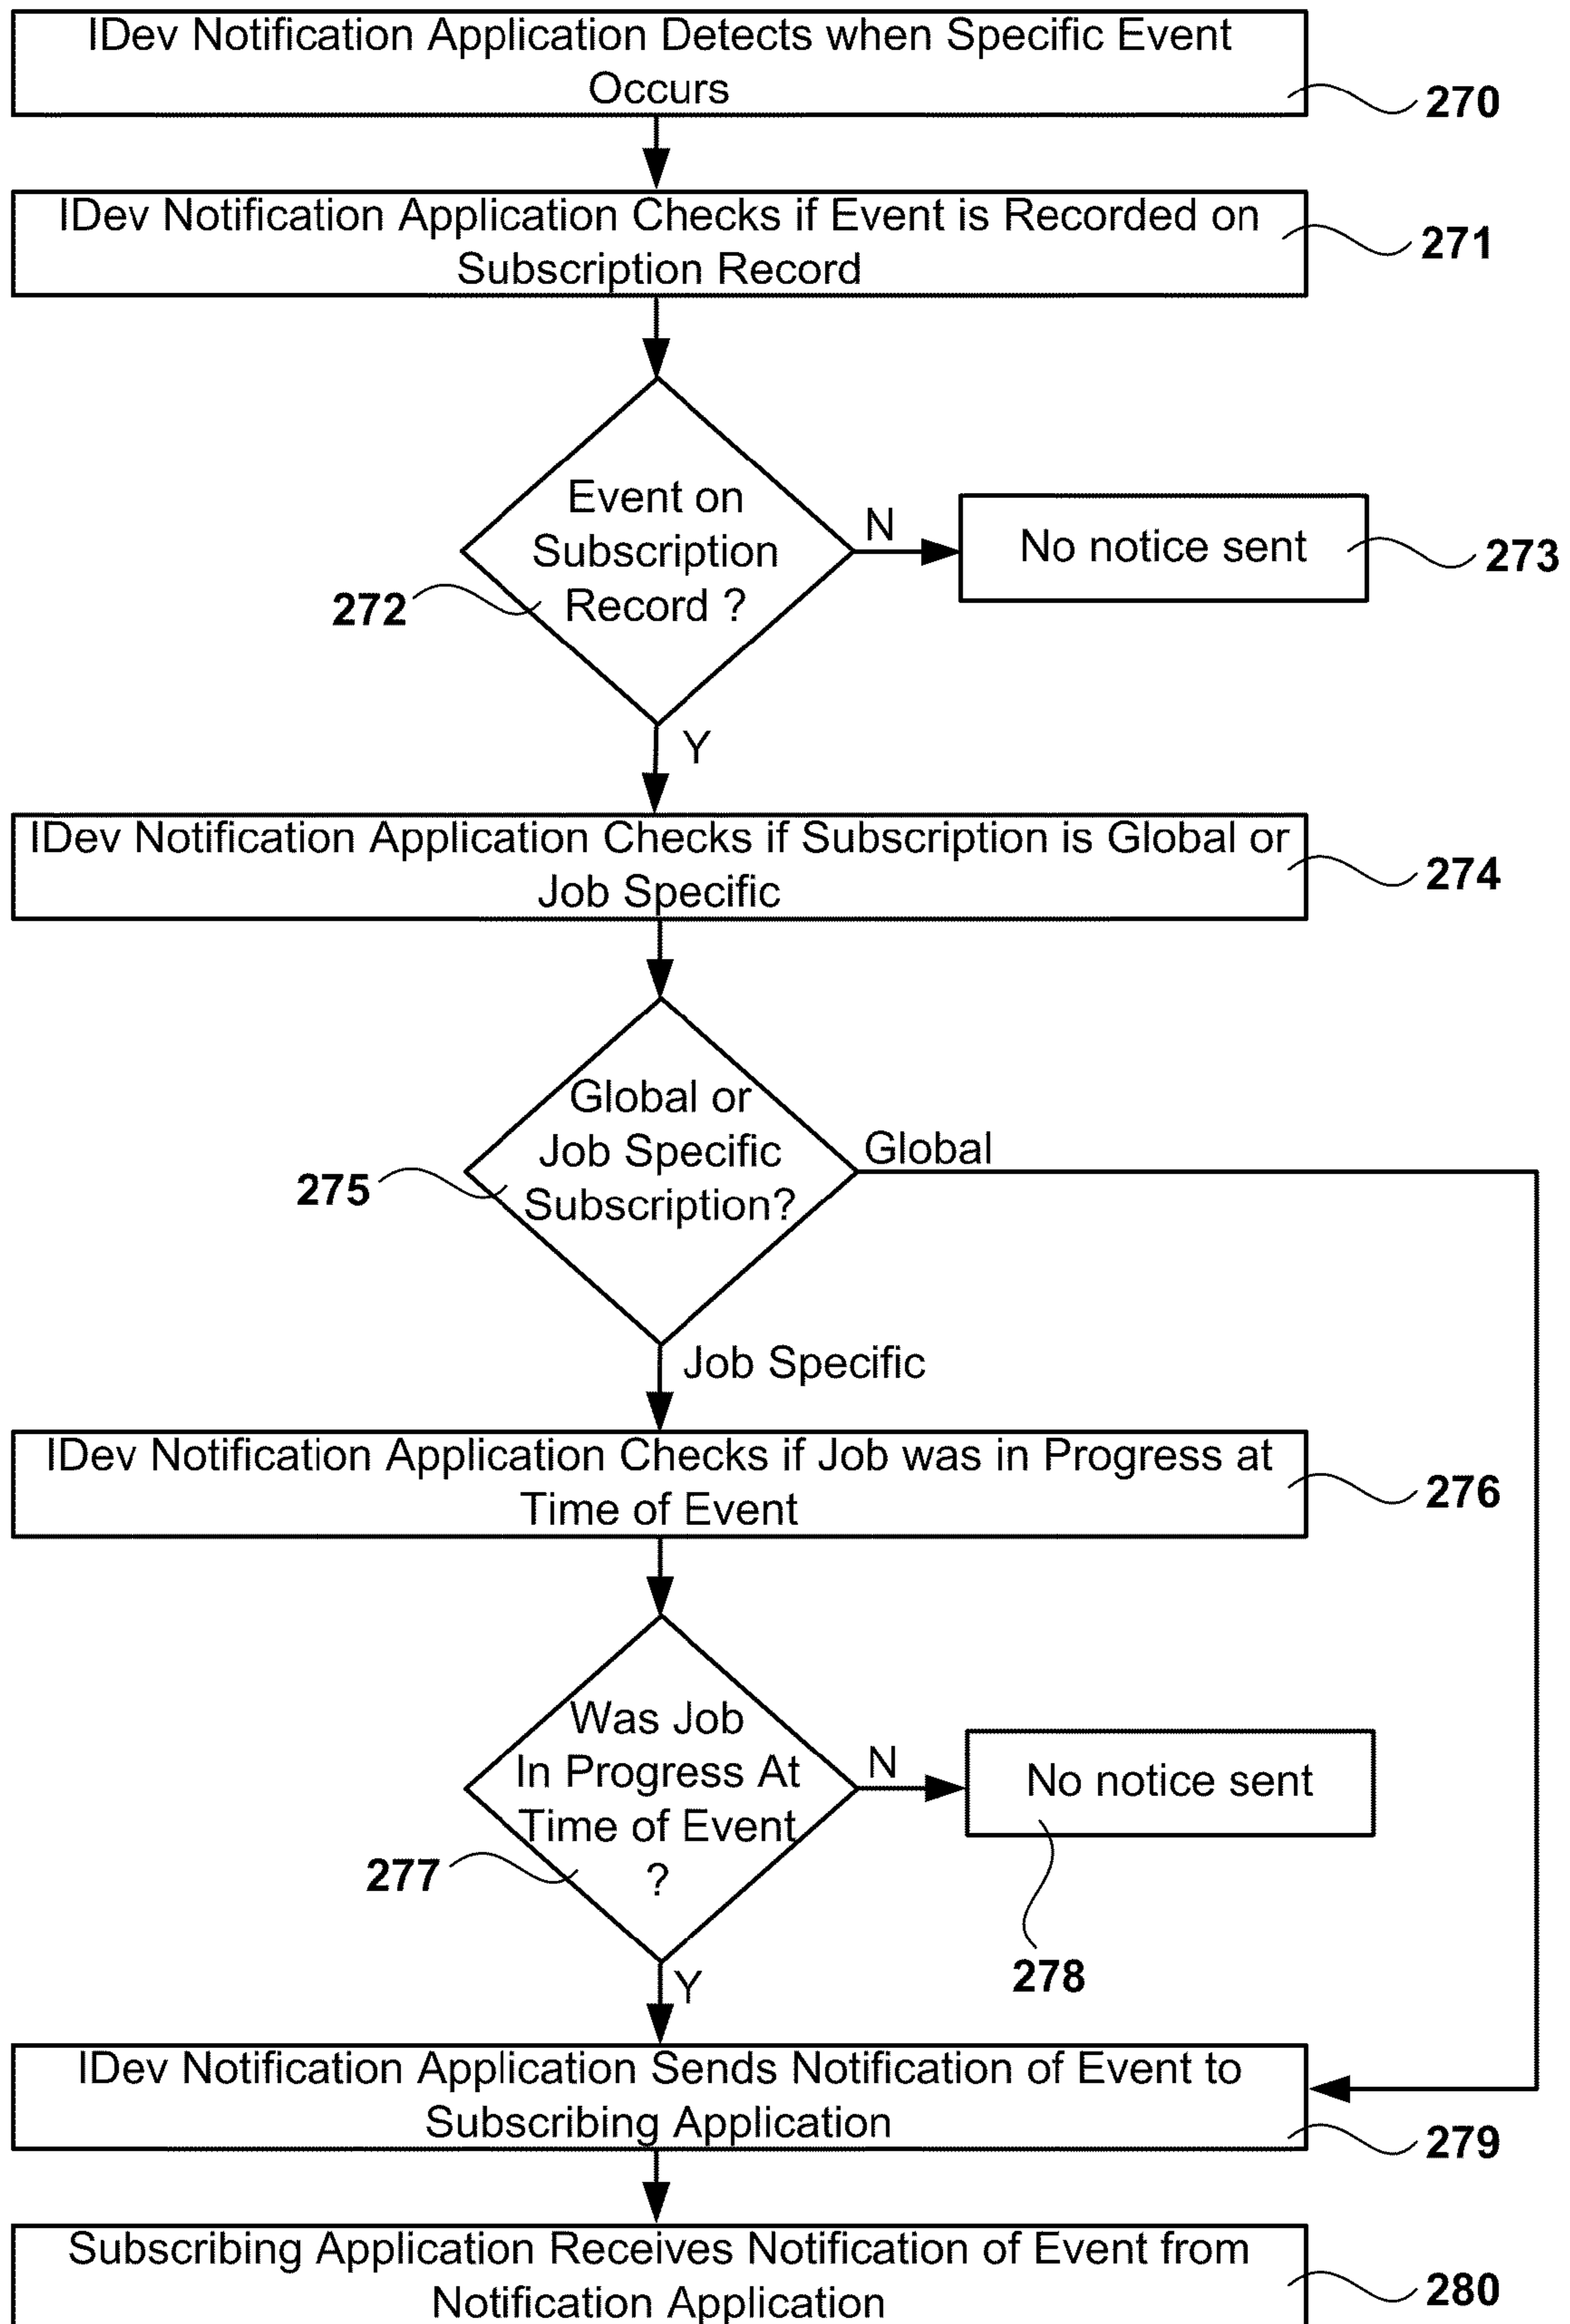 IDev Notification Application Detects when Specific Event
Occurs
270
IDev Notification Application Checks if Event is Recorded on
Subscription Record
271
Event on
Subscription
Record ?
272
N
No notice sent
273
Y
IDev Notification Application Checks if Subscription is Global or
Job Specific
274
Global or
Job Specific
Subscription?
275
Global
Job Specific
IDev Notification Application Checks if Job was in Progress at
Time of Event
276
Was Job
In Progress At
Time of Event
?
277
N
No notice sent
278
Y
IDev Notification Application Sends Notification of Event to
Subscribing Application
279
Subscribing Application Receives Notification of Event from
Notification Application
280